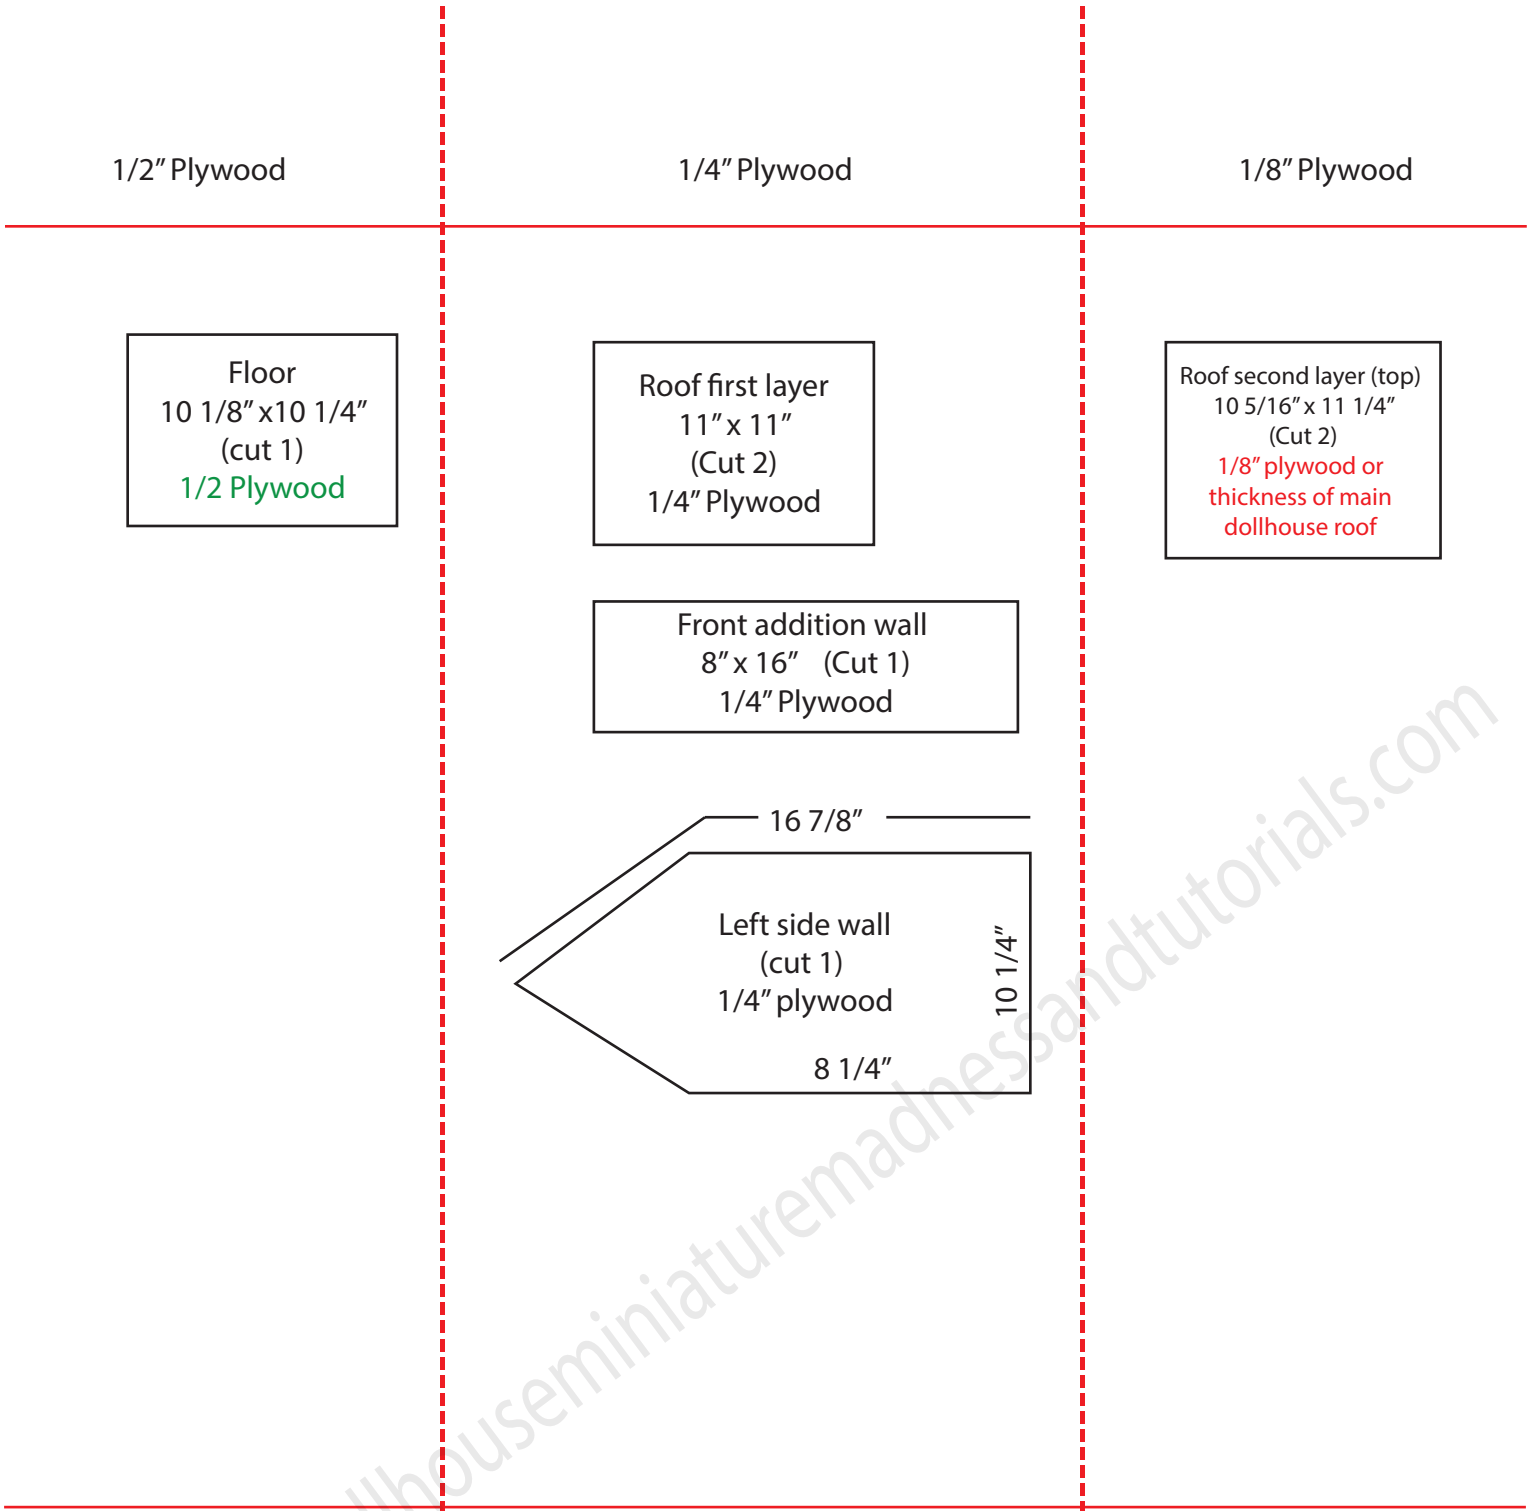 1/2” Plywood
1/4” Plywood
1/8” Plywood
Floor
10 1/8” x10 1/4”
(cut 1)
1/2 Plywood
Roof first layer
11” x 11”
(Cut 2)
1/4” Plywood
Roof second layer (top)
10 5/16” x 11 1/4”
(Cut 2)
1/8” plywood or
thickness of main
dollhouse roof
Front addition wall
8” x 16” (Cut 1)
1/4” Plywood
16 7/8”
Left side wall
(cut 1)
1/4” plywood
10 1/4”
8 1/4”
llhouseminiaturemadnessandtutorials.com